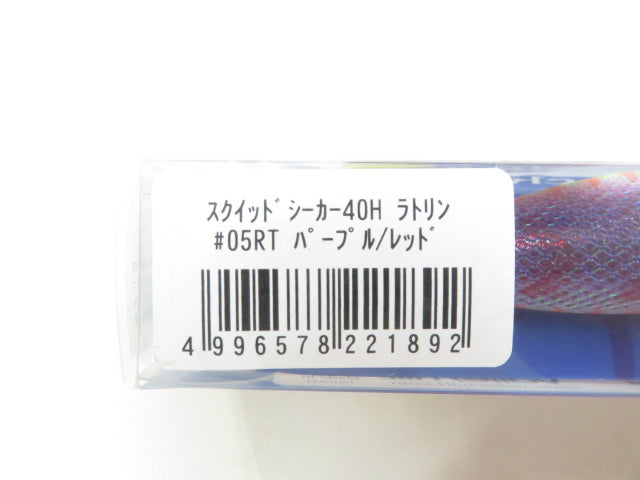 ｽｸｲｯﾄﾞｼｰｶｰ40H ﾗﾄﾘﾝ
#05RT ﾊﾟｰﾌﾟﾙ/ﾚｯﾄﾞ
4 996578 221892